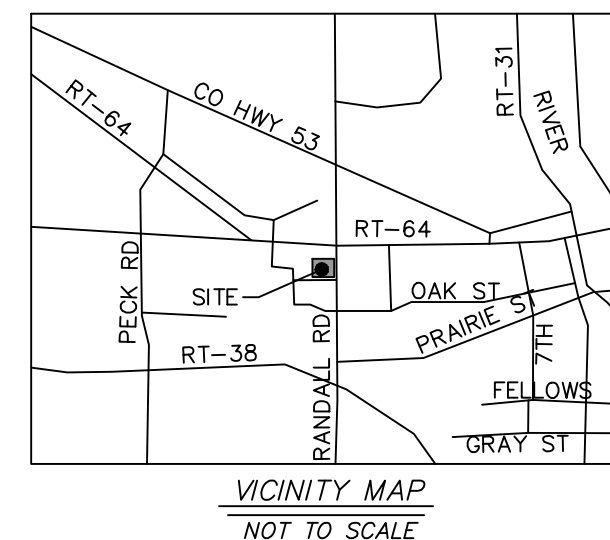 RT-31
RIVER
CO HWY 53
RT-64
RT-64
PECK RD
SITE
OAK ST
PRAIRIE ST
RANDALL RD
RT-38
7TH
FELLOWS
GRAY ST
VICINITY MAP
NOT TO SCALE